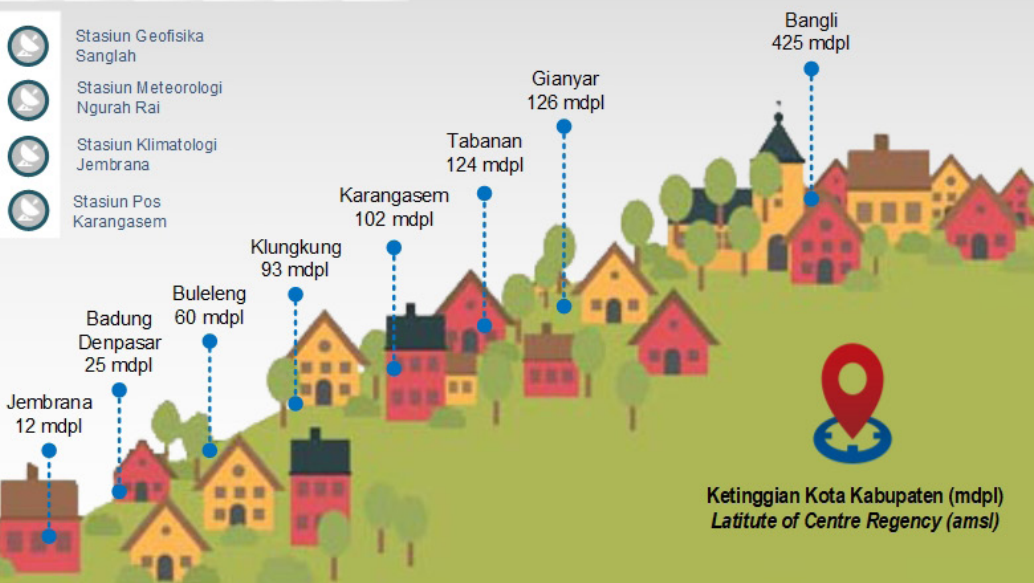 Stasiun Geofisika
Sanglah
Stasiun Meteorologi
Ngurah Rai
Stasiun Klimatologi
Jembrana
Stasiun Pos
Karangasem
Jembrana
12 mdpl
Badung
Denpasar
25 mdpl
Buleleng
60 mdpl
Klungkung
93 mdpl
Karangasem
102 mdpl
Tabanan
124 mdpl
Gianyar
126 mdpl
Bangli
425 mdpl
Ketinggian Kota Kabupaten (mdpl)
Latitute of Centre Regency (amsl)